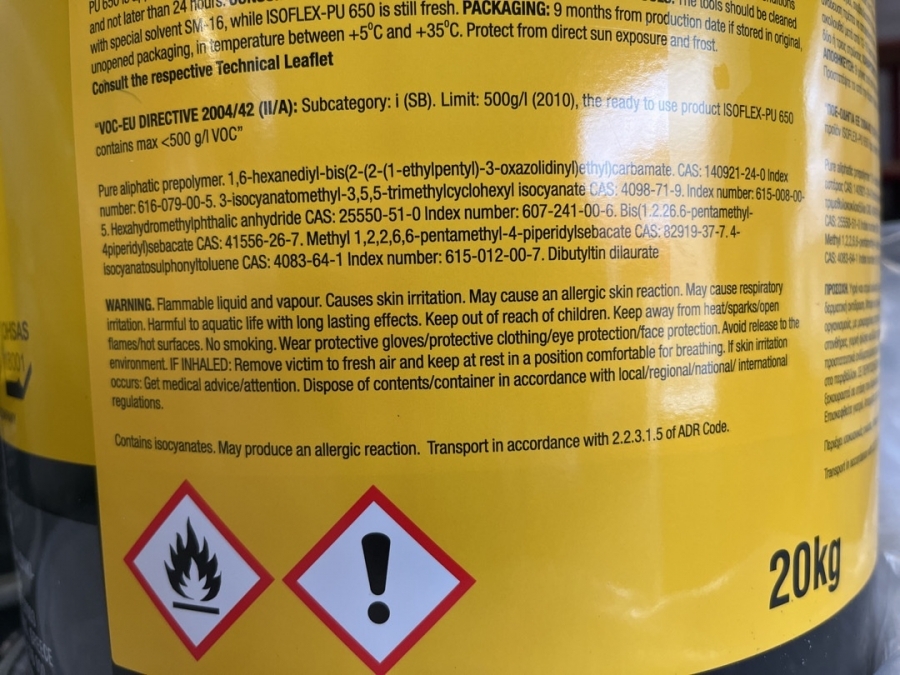 and not later than 24 hours.
The tools should be cleaned
with special solvent SM-16, while ISOFLEX-PU 650 is still fresh. PACKAGING: 9 months from production date if stored in original,
unopened packaging, in temperature between +5°C and +35°C. Protect from direct sun exposure and frost.
Consult the respective Technical Leaflet
"VOC-EU DIRECTIVE 2004/42 (II/A): Subcategory: i (SB). Limit: 500g/l (2010), the ready to use product ISOFLEX-PU 650
contains max <500 g/l VOC"
Pure aliphatic prepolymer. 1,6-hexanediyl-bis(2-(2-(1-ethylpentyl)-3-oxazolidinyl)ethyl)carbamate. CAS: 140921-24-0 Index
number: 616-079-00-5. 3-isocyanatomethyl-3,5,5-trimethylcyclohexyl isocyanate CAS: 4098-71-9. Index number: 615-008-00-
5. Hexahydromethylphthalic anhydride CAS: 25550-51-0 Index number: 607-241-00-6. Bis(1.2.26.6-pentamethyl-
4piperidyl)sebacate CAS: 41556-26-7. Methyl 1,2,2,6,6-pentamethyl-4-piperidylsebacate CAS: 82919-37-7. 4-
isocyanatosulphonyltoluene CAS: 4083-64-1 Index number: 615-012-00-7. Dibutyltin dilaurate
WARNING. Flammable liquid and vapour. Causes skin irritation. May cause an allergic skin reaction. May cause respiratory
irritation. Harmful to aquatic life with long lasting effects. Keep out of reach of children. Keep away from heat/sparks/open
flames/hot surfaces. No smoking. Wear protective gloves/protective clothing/eye protection/face protection. Avoid release to the
environment. IF INHALED: Remove victim to fresh air and keep at rest in a position comfortable for breathing. If skin irritation
occurs: Get medical advice/attention. Dispose of contents/container in accordance with local/regional/national/ international
regulations.
Contains isocyanates. May produce an allergic reaction. Transport in accordance with 2.2.3.1.5 of ADR Code.
20kg